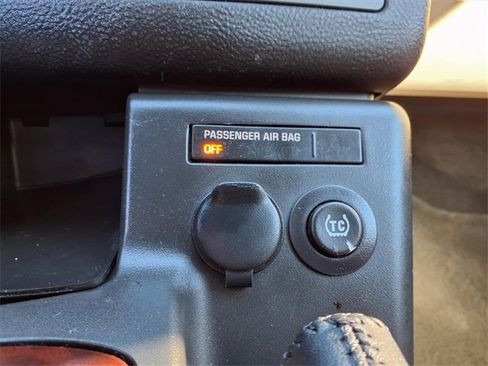 PASSENGER AIR BAG
OFF
TC